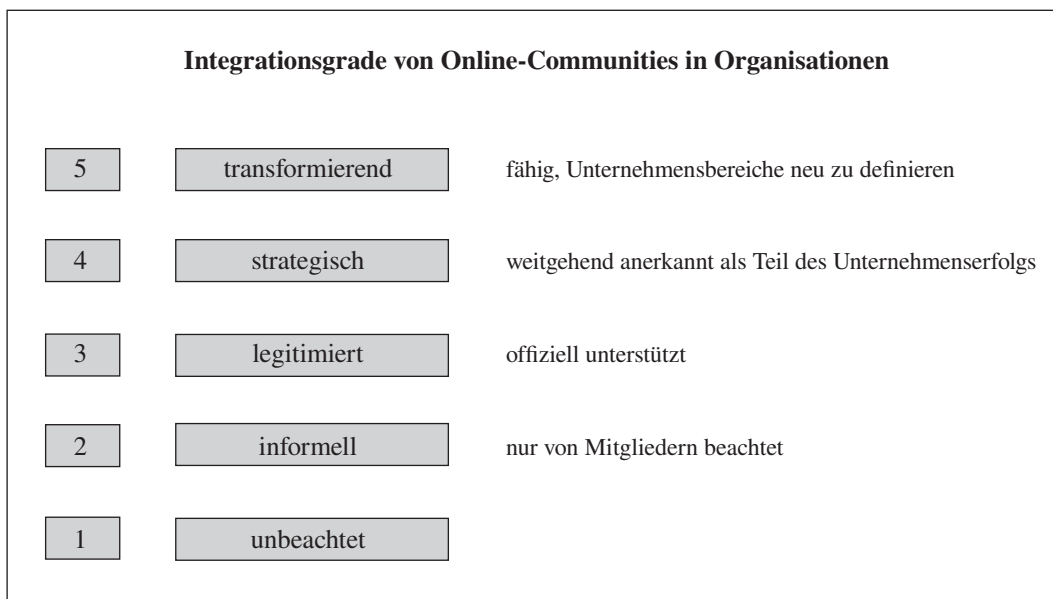 Integrationsgrade von Online-Communities in Organisationen
5 transformierend fähig, Unternehmensbereiche neu zu definieren
4 strategisch weitgehend anerkannt als Teil des Unternehmenserfolgs
3 legitimiert offiziell unterstützt
2 informell nur von Mitgliedern beachtet
1 unbeachtet